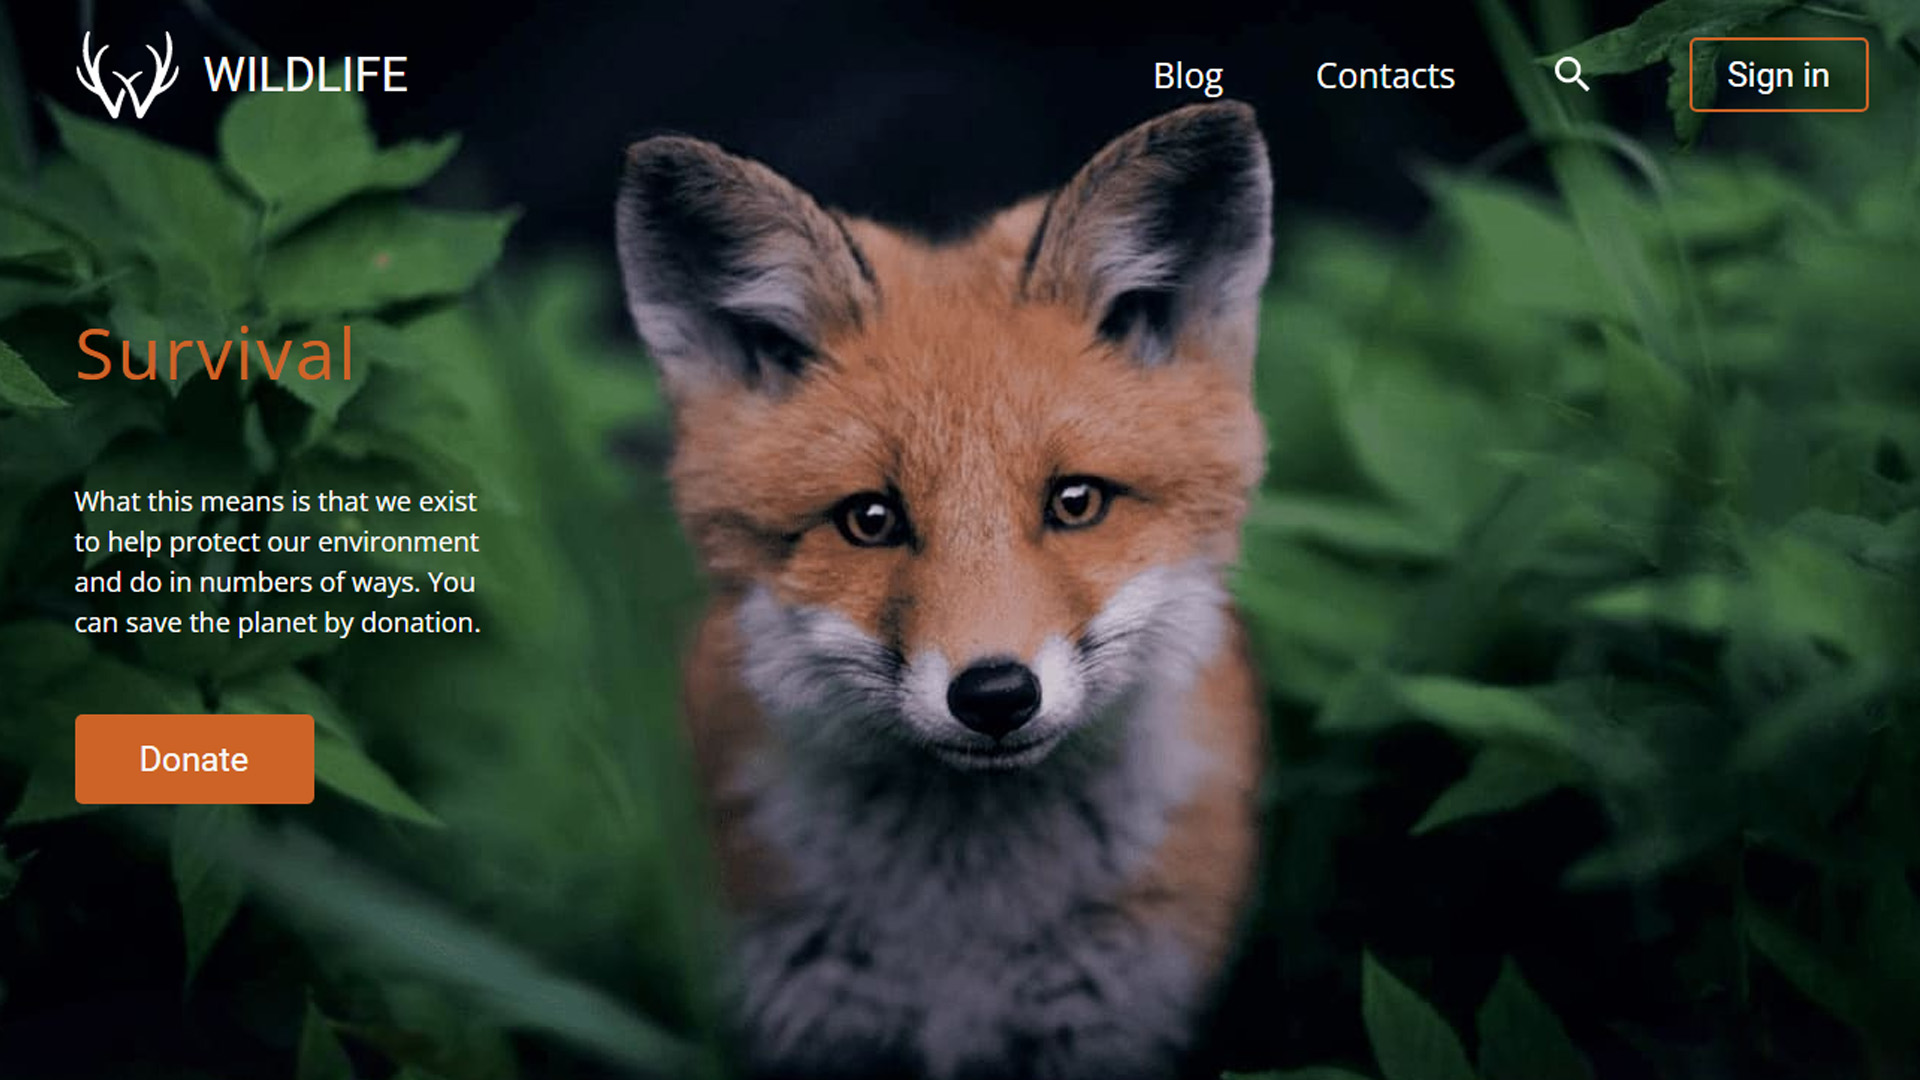 WILDLIFE
Blog
Contacts
Sign in
Survival
What this means is that we exist
to help protect our environment
and do in numbers of ways. You
can save the planet by donation.
Donate